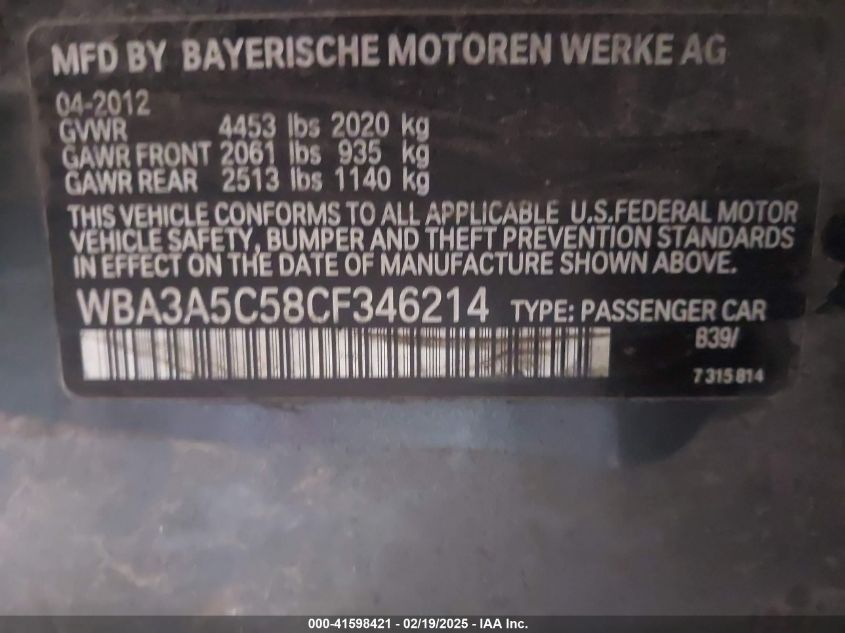 MFD BY BAYERISCHE MOTOREN WERKE AG
04-2012
GVWR 4453 lbs 2020 kg
GAWR FRONT 2061 lbs 935 kg
GAWR REAR 2513 lbs 1140 kg
THIS VEHICLE CONFORMS TO ALL APPLICABLE U.S.FEDERAL MOTOR
VEHICLE SAFETY, BUMPER AND THEFT PREVENTION STANDARDS
IN EFFECT ON THE DATE OF MANUFACTURE SHOWN ABOVE.
WBA3A5C58CF346214 TYPE: PASSENGER CAR
B39/
7 315 814
000-41598421 - 02/19/2025 - IAA Inc.